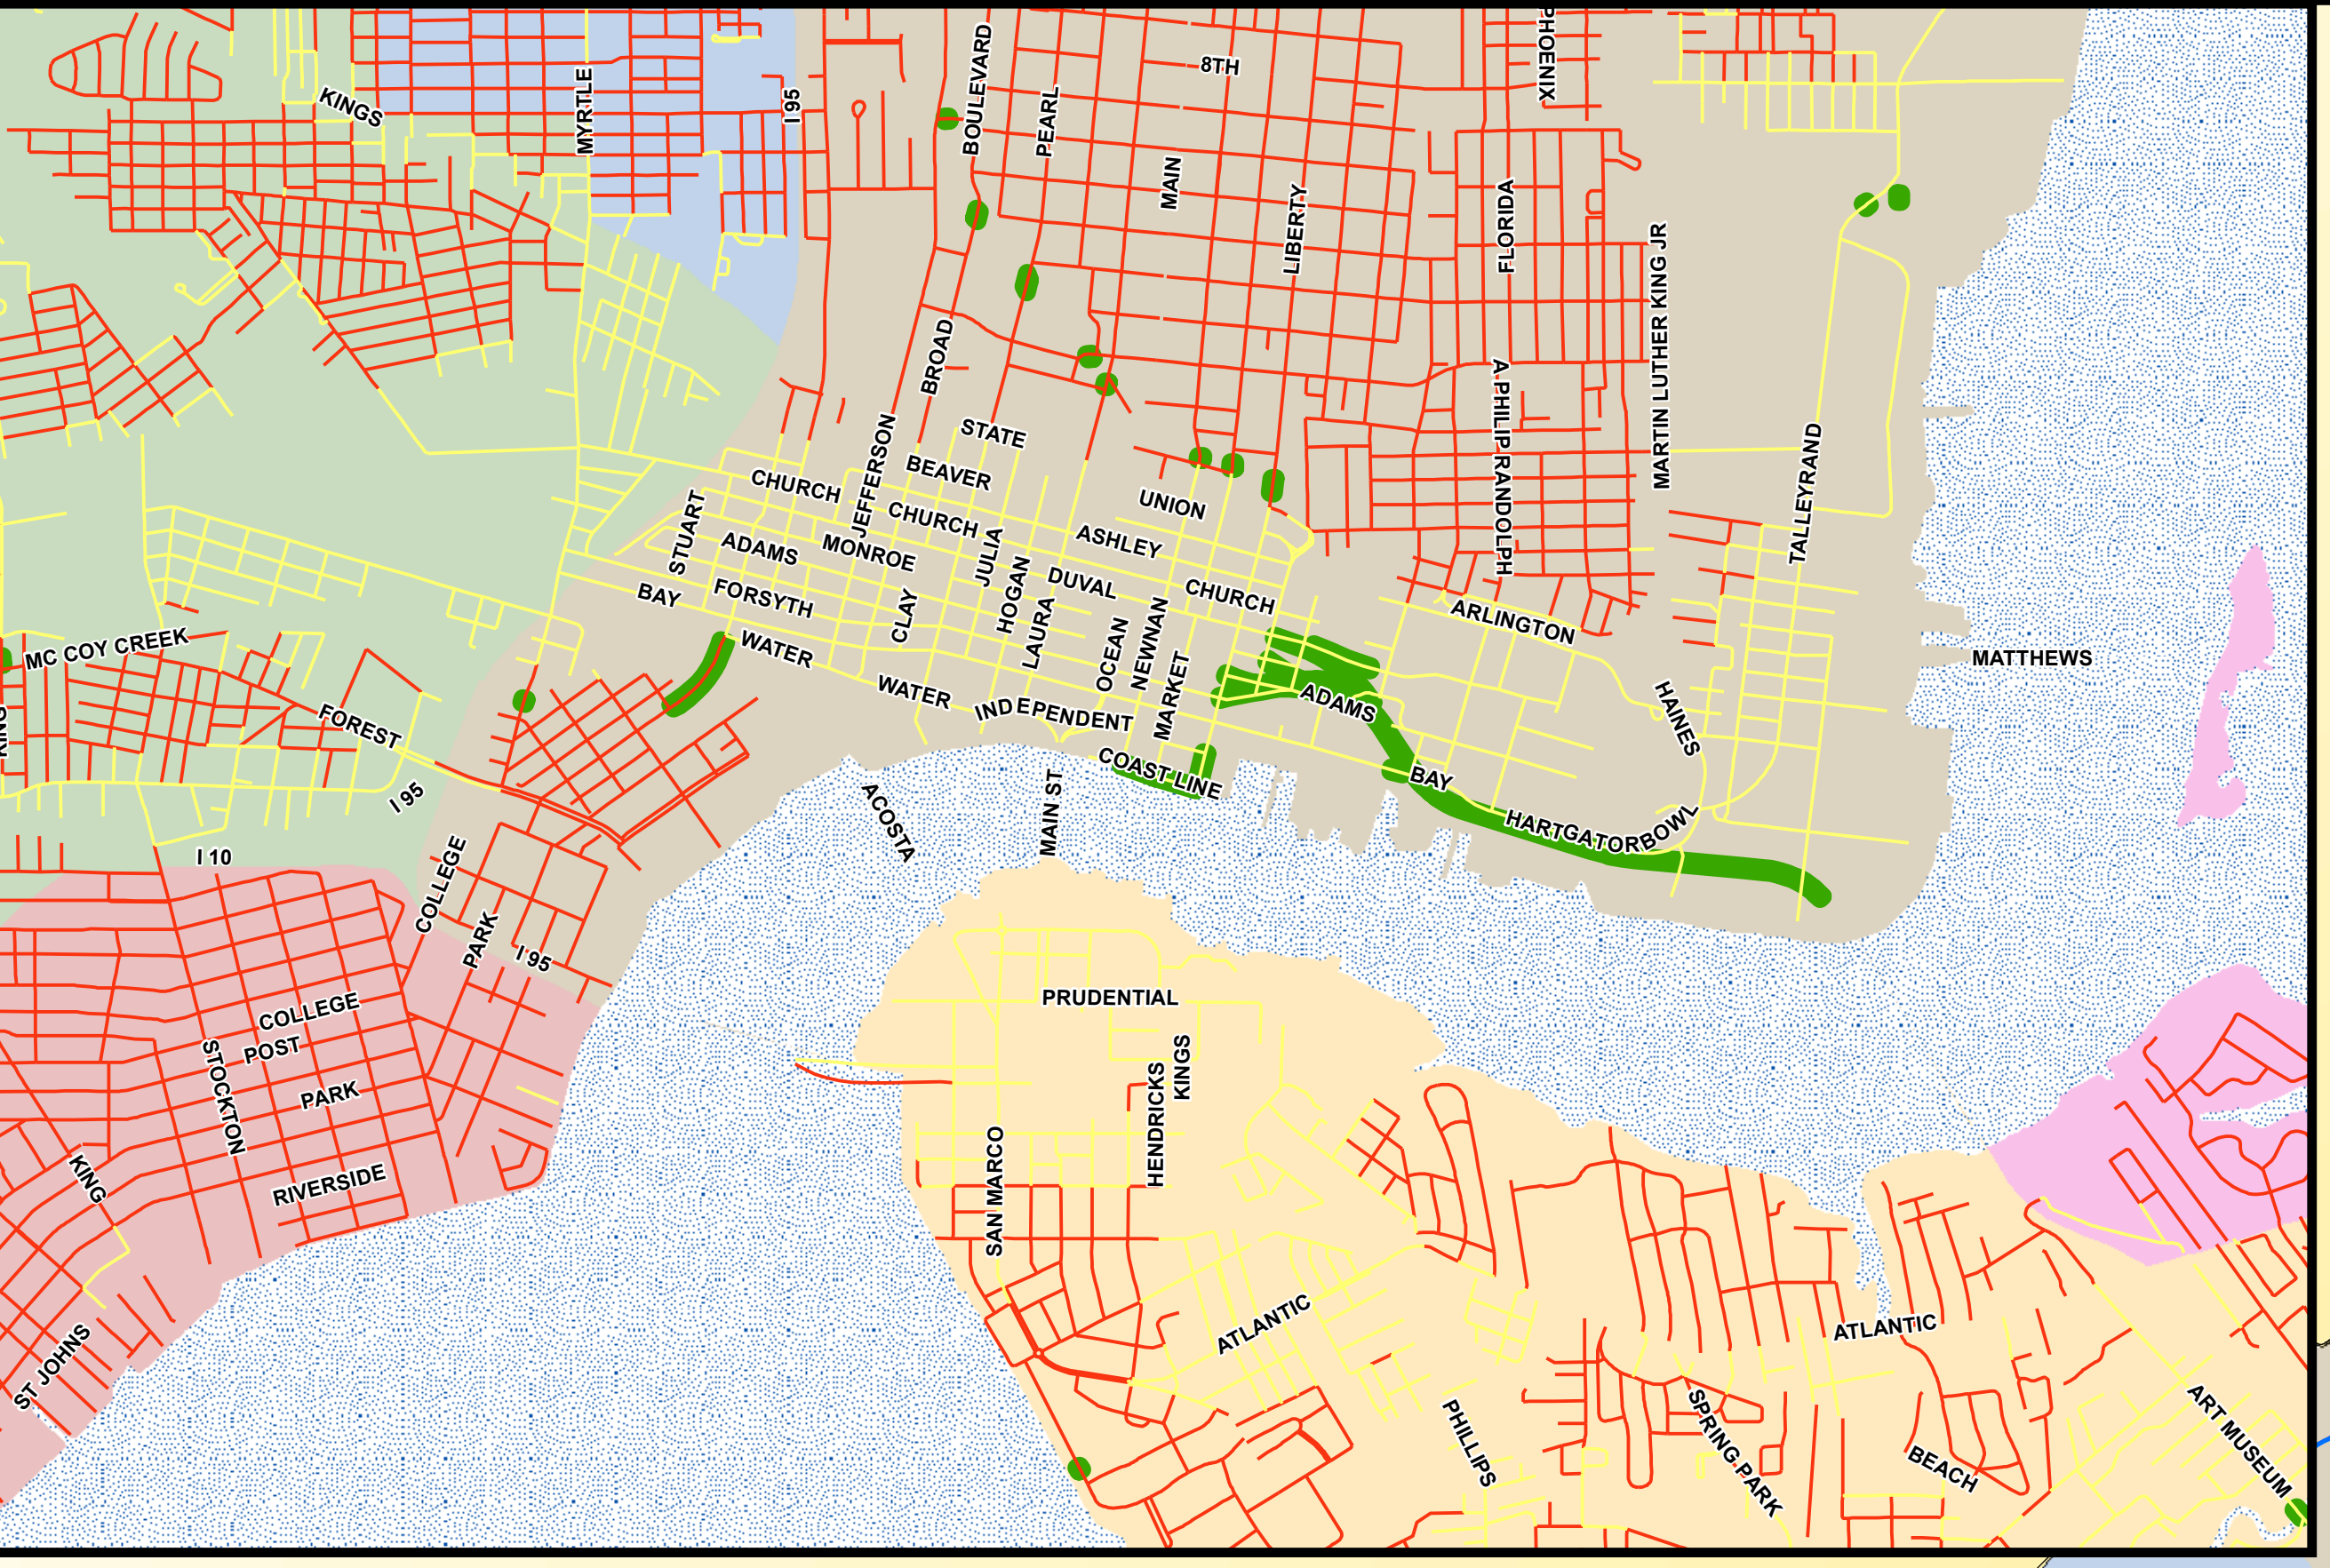 PHOENIX
8TH
BOULEVARD
KINGS
MYRTLE
I 95
PEARL
MAIN
LIBERTY
FLORIDA
MARTIN LUTHER KING JR
BROAD
A PHILIP RANDOLPH
STATE
JEFFERSON
BEAVER
CHURCH
TALLEYRAND
UNION
STUART
CHURCH
ASHLEY
ADAMS
MONROE
JULIA
HOGAN
DUVAL
BAY
FORSYTH
CLAY
LAURA
CHURCH
ARLINGTON
MC COY CREEK
WATER
OCEAN
NEWNAN
MATTHEWS
WATER
MARKET
INDEPENDENT
ADAMS
HAINES
FOREST
KING
COAST LINE
BAY
I 95
ACOSTA
MAIN ST
HARTGATORBOWL
I 10
COLLEGE
PARK
I 95
COLLEGE
PRUDENTIAL
POST
STOCKTON
PARK
KINGS
HENDRICKS
KING
RIVERSIDE
SAN MARCO
ATLANTIC
ATLANTIC
ST JOHNS
PHILLIPS
SPRING PARK
BEACH
ART MUSEUM